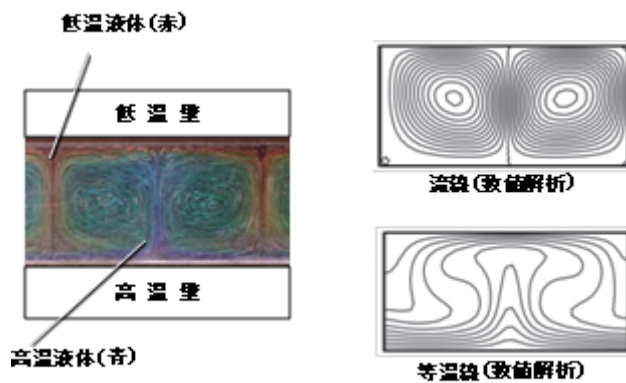 低温液体(赤)
低 温 壁
高 温 壁
高温液体(青)
流線(数値解析)
等温線(数値解析)